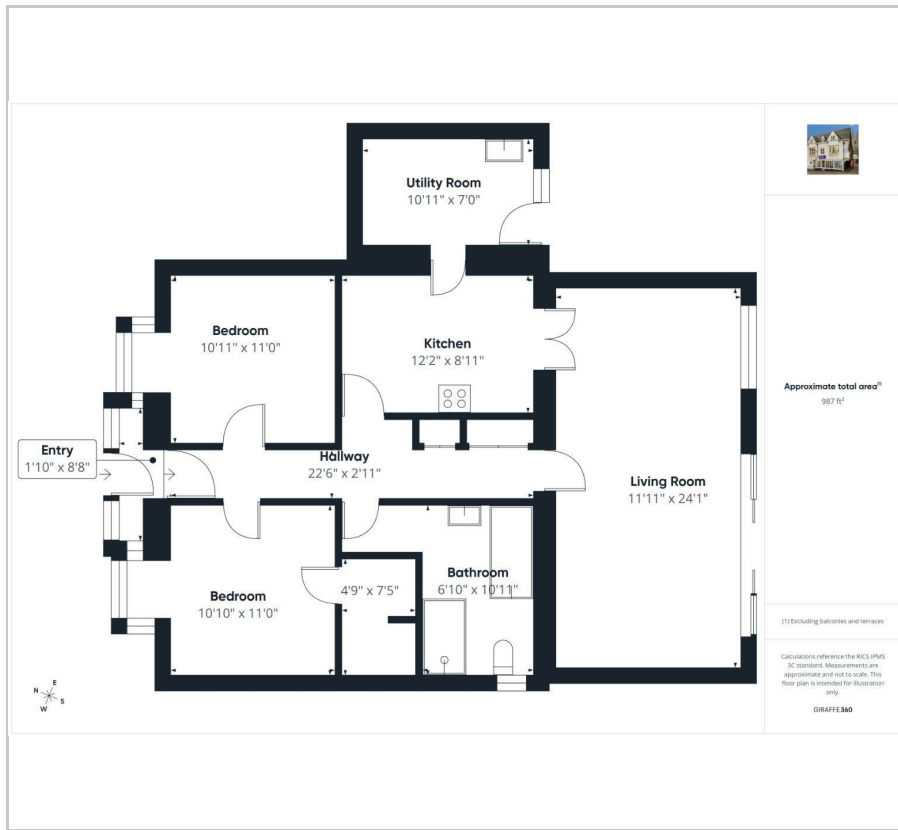 Utility Room
10'11" x 7'0"
Bedroom
10'11" x 11'0"
Kitchen
12'2" x 8'11"
Approximate total area⁽¹⁾
987 ft²
Entry
1'10" x 8'8"
Hallway
22'6" x 2'11"
Living Room
11'11" x 24'1"
Bedroom
10'10" x 11'0"
4'9" x 7'5"
Bathroom
6'10" x 10'11"
(1) Excluding balconies and terraces
Calculations reference the RICS IPMS
3C standard. Measurements are
approximate and not to scale. This
floor plan is intended for illustration
only.
GIRAFFE360
E
N
S
W